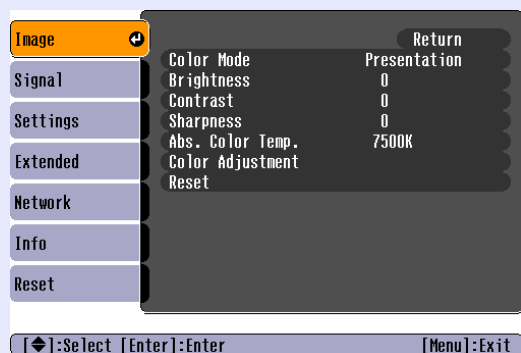 Image
Signal
Settings
Extended
Network
Info
Reset
Return
Color Mode Presentation
Brightness 0
Contrast 0
Sharpness 0
Abs. Color Temp. 7500K
Color Adjustment
Reset
[◆]:Select [Enter]:Enter [Menu]:Exit